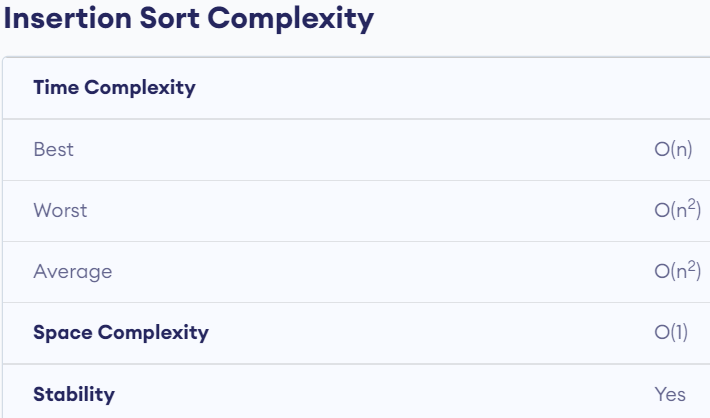 Insertion Sort Complexity
Time Complexity
Best O(n)
Worst O(n²)
Average O(n²)
Space Complexity O(1)
Stability Yes